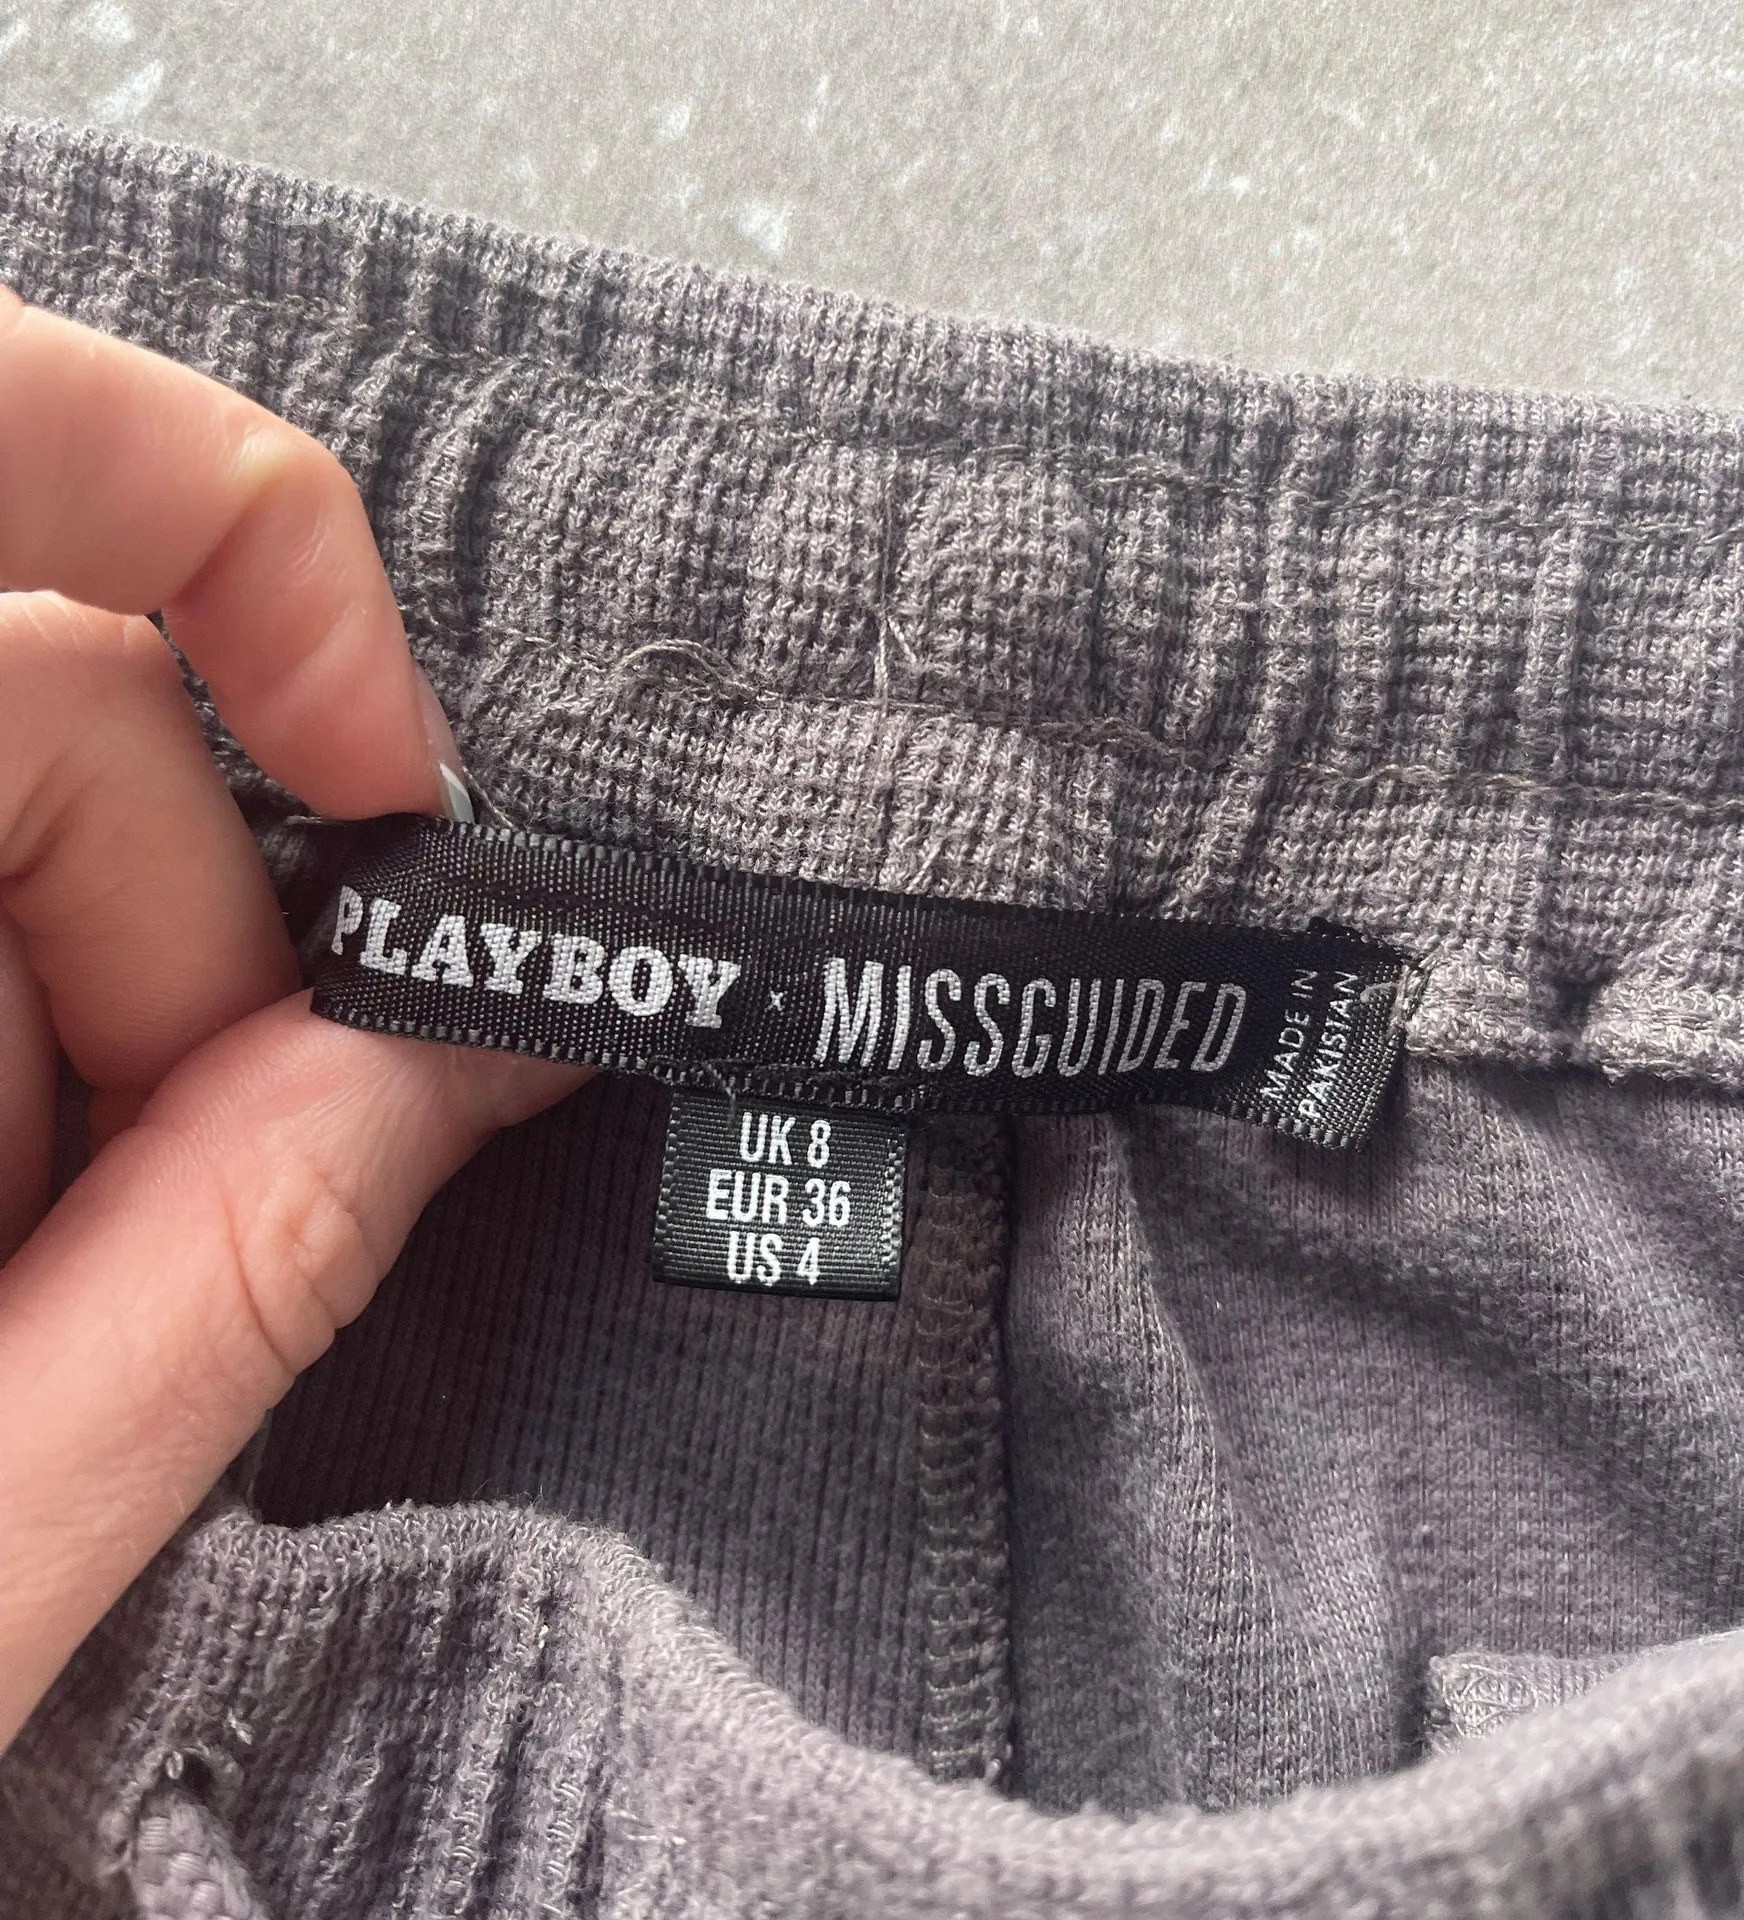 PLAYBOY x MISSGUIDED
MADE IN
PAKISTAN
UK 8
EUR 36
US 4